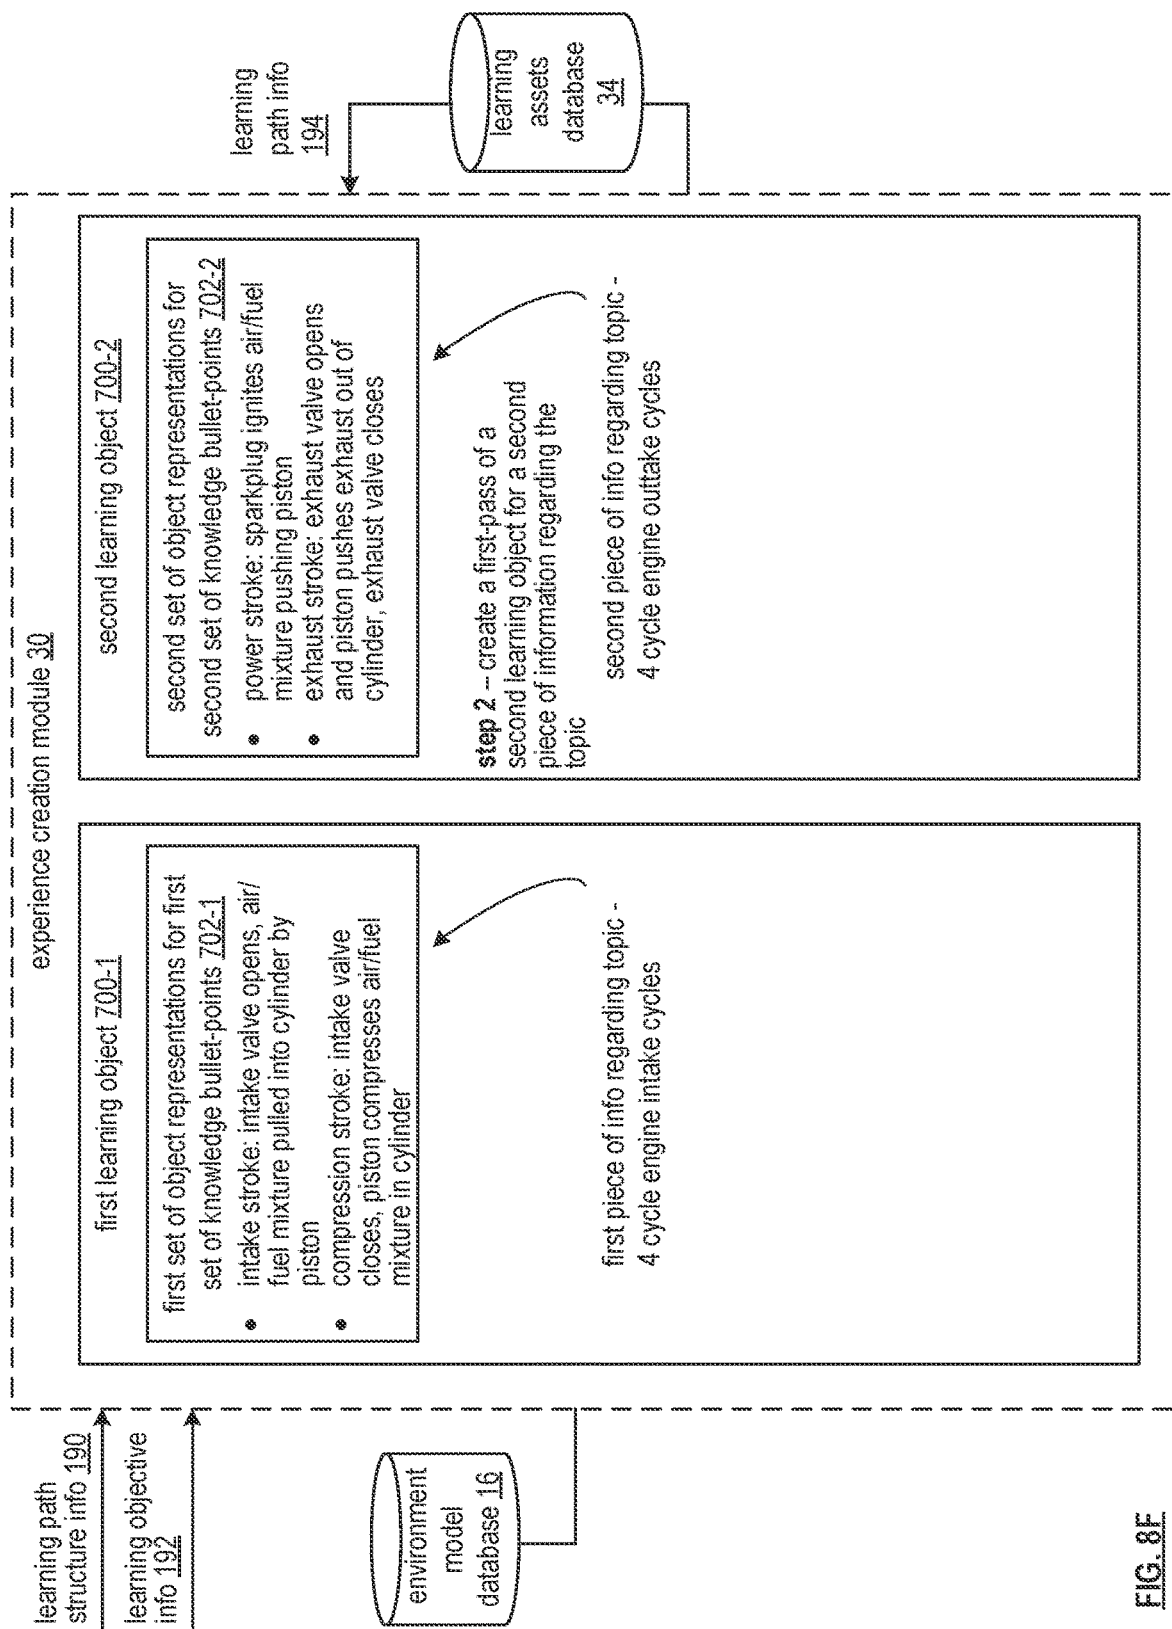 experience creation module 30
learning path
structure info 190
learning objective
info 192
environment
model
database 16
first learning object 700-1
first set of object representations for first
set of knowledge bullet-points 702-1
• intake stroke: intake valve opens, air/
fuel mixture pulled into cylinder by
piston
• compression stroke: intake valve
closes, piston compresses air/fuel
mixture in cylinder
first piece of info regarding topic -
4 cycle engine intake cycles
second learning object 700-2
second set of object representations for
second set of knowledge bullet-points 702-2
• power stroke: sparkplug ignites air/fuel
mixture pushing piston
• exhaust stroke: exhaust valve opens
and piston pushes exhaust out of
cylinder, exhaust valve closes
step 2 – create a first-pass of a
second learning object for a second
piece of information regarding the
topic
second piece of info regarding topic -
4 cycle engine outtake cycles
learning
path info
194
learning
assets
database
34
FIG. 8F